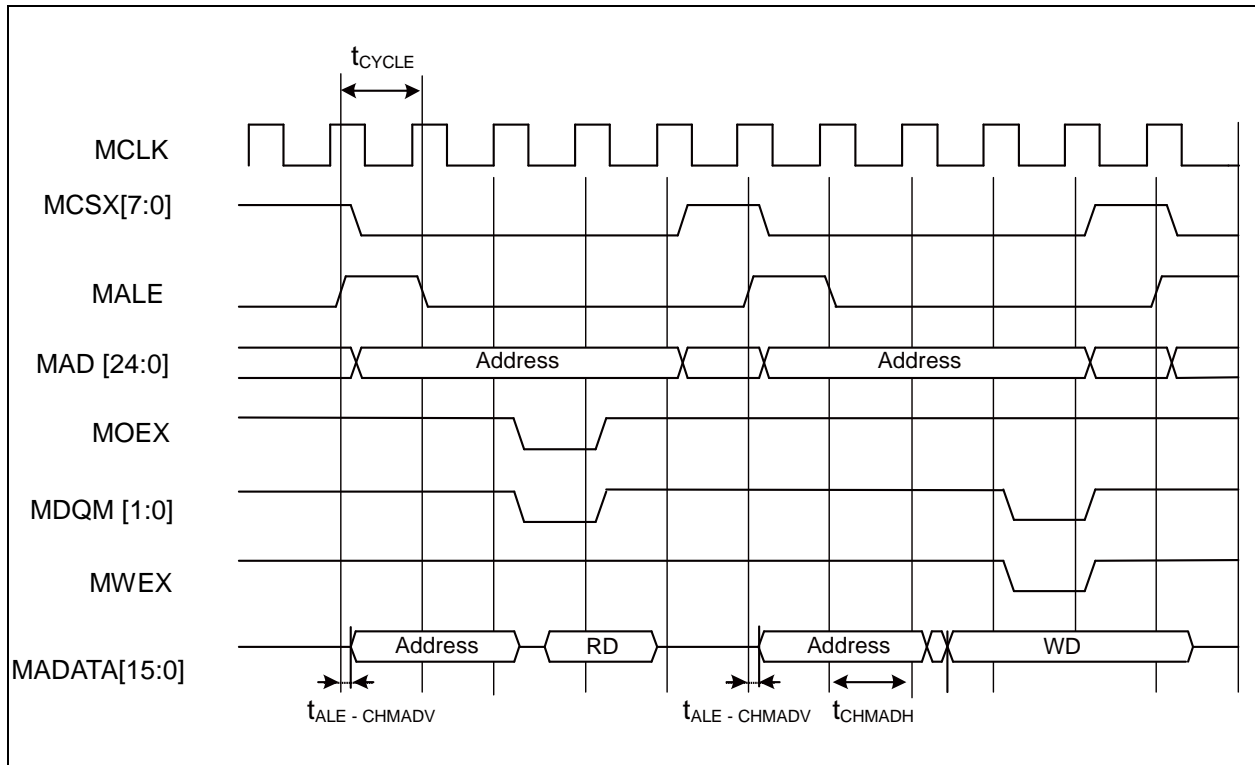 tCYCLE
MCLK
MCSX[7:0]
MALE
MAD [24:0]
Address
Address
MOEX
MDQM [1:0]
MWEX
MADATA[15:0]
Address
RD
Address
WD
tALE - CHMADV
tALE - CHMADV
tCHMADH